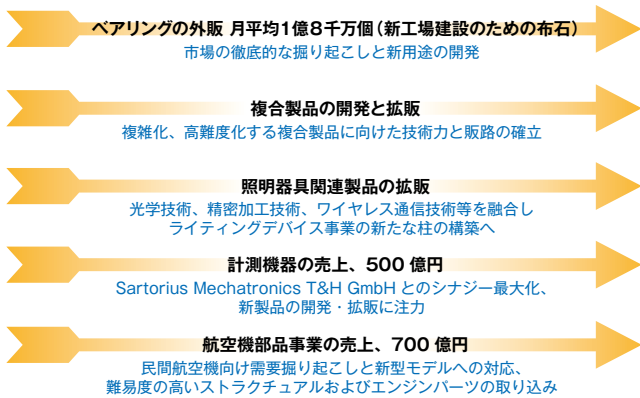 ベアリングの外販 月平均1億8千万個（新工場建設のための布石）
市場の徹底的な掘り起こしと新用途の開発
複合製品の開発と拡販
複雑化、高難度化する複合製品に向けた技術力と販路の確立
照明器具関連製品の拡販
光学技術、精密加工技術、ワイヤレス通信技術等を融合し
ライティングデバイス事業の新たな柱の構築へ
計測機器の売上、500 億円
Sartorius Mechatronics T&H GmbH とのシナジー最大化、
新製品の開発・拡販に注力
航空機部品事業の売上、700 億円
民間航空機向け需要掘り起こしと新型モデルへの対応、
難易度の高いストラクチュアルおよびエンジンパーツの取り込み